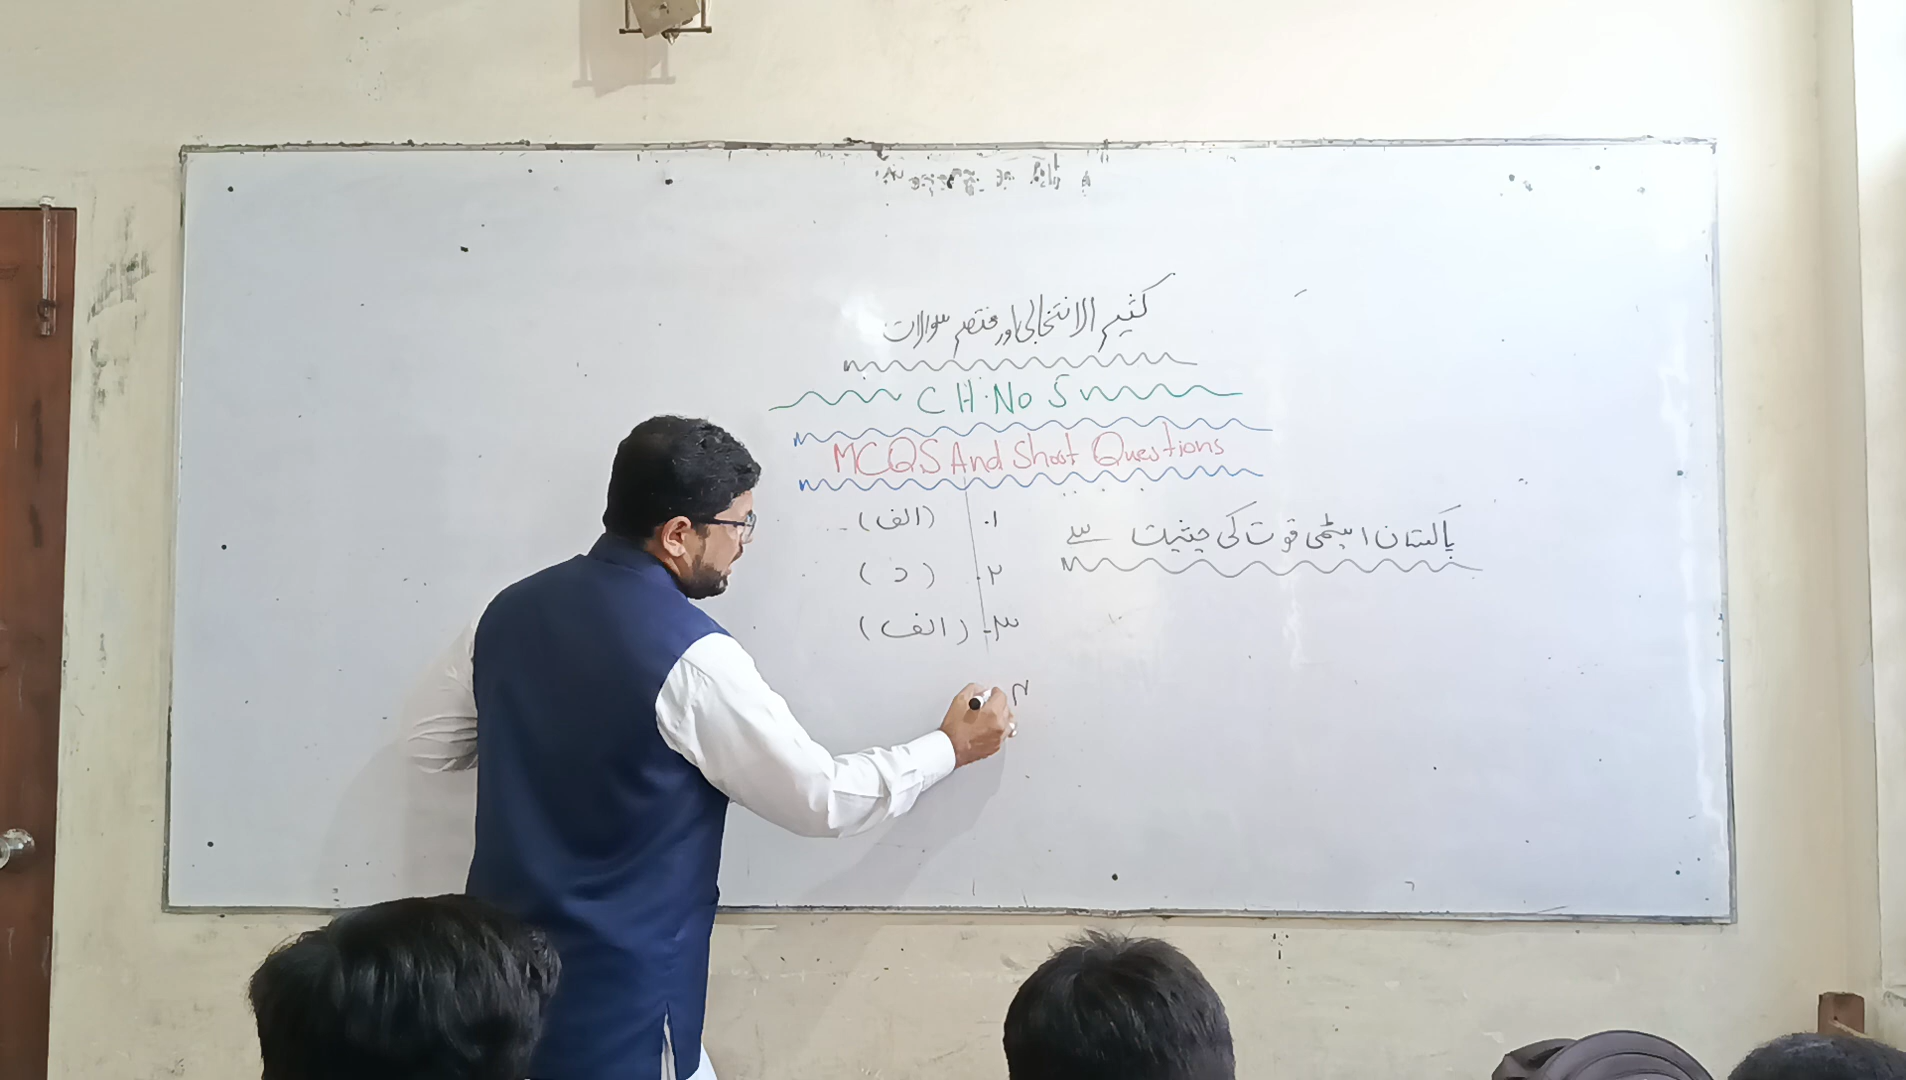 کثیر الانتخابی اور مختصر سوالات
CH.No 5
MCQS And Short Questions
پاکستان ایٹمی قوت کی حیثیت سے
۱۔ (الف)
۲۔ (د)
۳۔ (الف)
۴